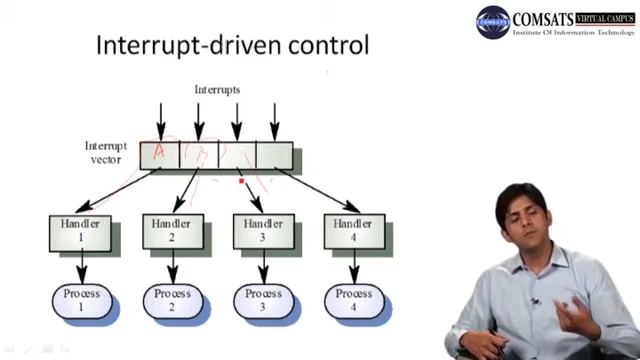 COMSATS
COMSATS VIRTUAL CAMPUS
Institute Of Information Technology
Interrupt-driven control
Interrupts
Interrupt
vector
A
B
Handler
1
Handler
2
Handler
3
Handler
4
Process
1
Process
2
Process
3
Process
4